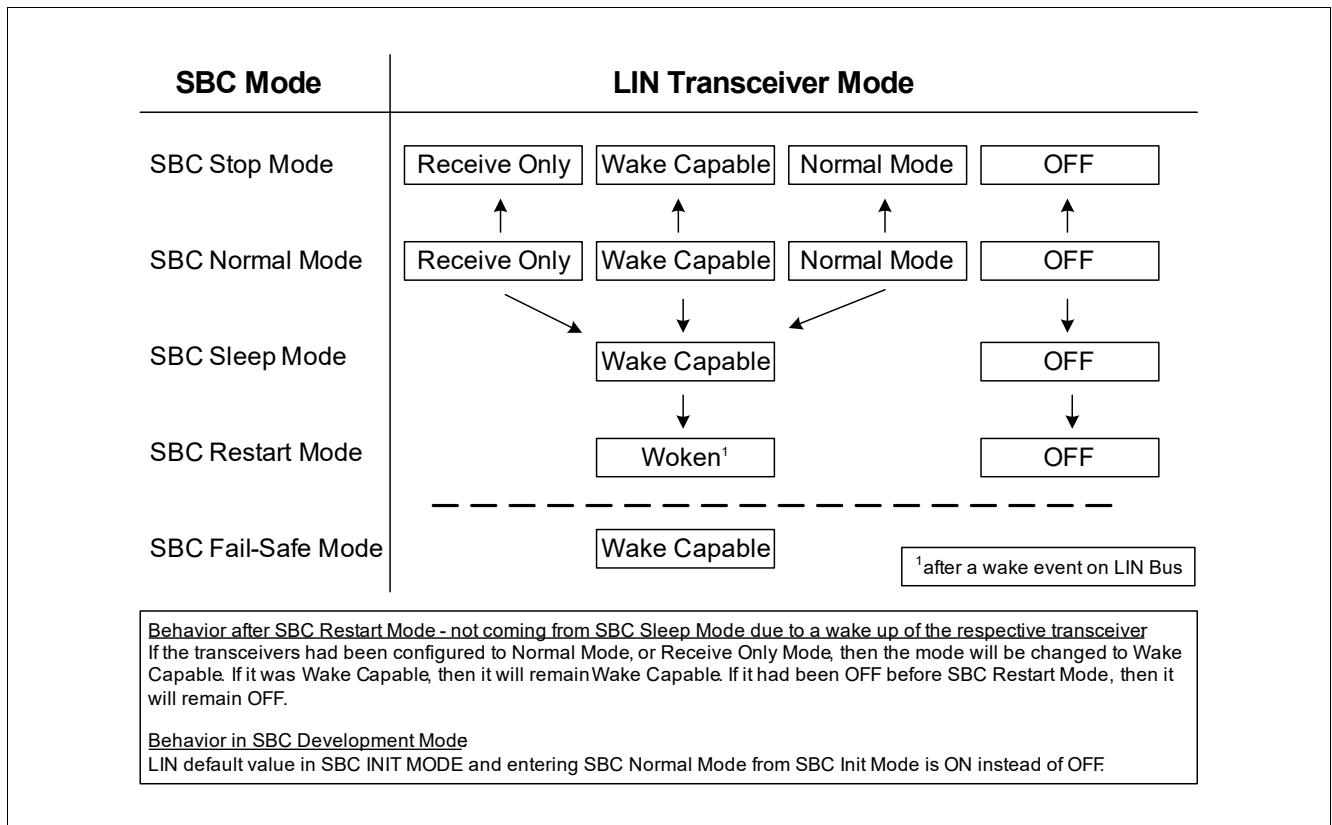 SBC Mode LIN Transceiver Mode
SBC Stop Mode Receive Only Wake Capable Normal Mode OFF
SBC Normal Mode Receive Only Wake Capable Normal Mode OFF
SBC Sleep Mode Wake Capable OFF
SBC Restart Mode Woken¹ OFF
SBC Fail-Safe Mode Wake Capable
¹after a wake event on LIN Bus
Behavior after SBC Restart Mode - not coming from SBC Sleep Mode due to a wake up of the respective transceiver
If the transceivers had been configured to Normal Mode, or Receive Only Mode, then the mode will be changed to Wake
Capable. If it was Wake Capable, then it will remain Wake Capable. If it had been OFF before SBC Restart Mode, then it
will remain OFF.
Behavior in SBC Development Mode
LIN default value in SBC INIT MODE and entering SBC Normal Mode from SBC Init Mode is ON instead of OFF.